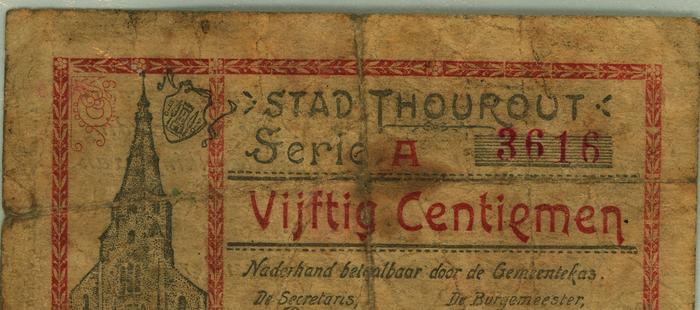 STAD THOUROUT
Serie A 3616
Vijftig Centiemen
Naderhand betaalbaar door de Gemeentekas.
De Secretaris, De Burgemeester,